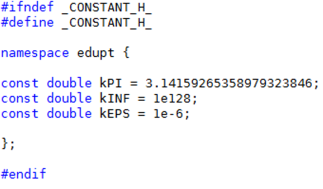 #ifndef _CONSTANT_H_
#define _CONSTANT_H_
namespace edupt {
const double kPI = 3.14159265358979323846;
const double kINF = 1e128;
const double kEPS = 1e-6;
};
#endif